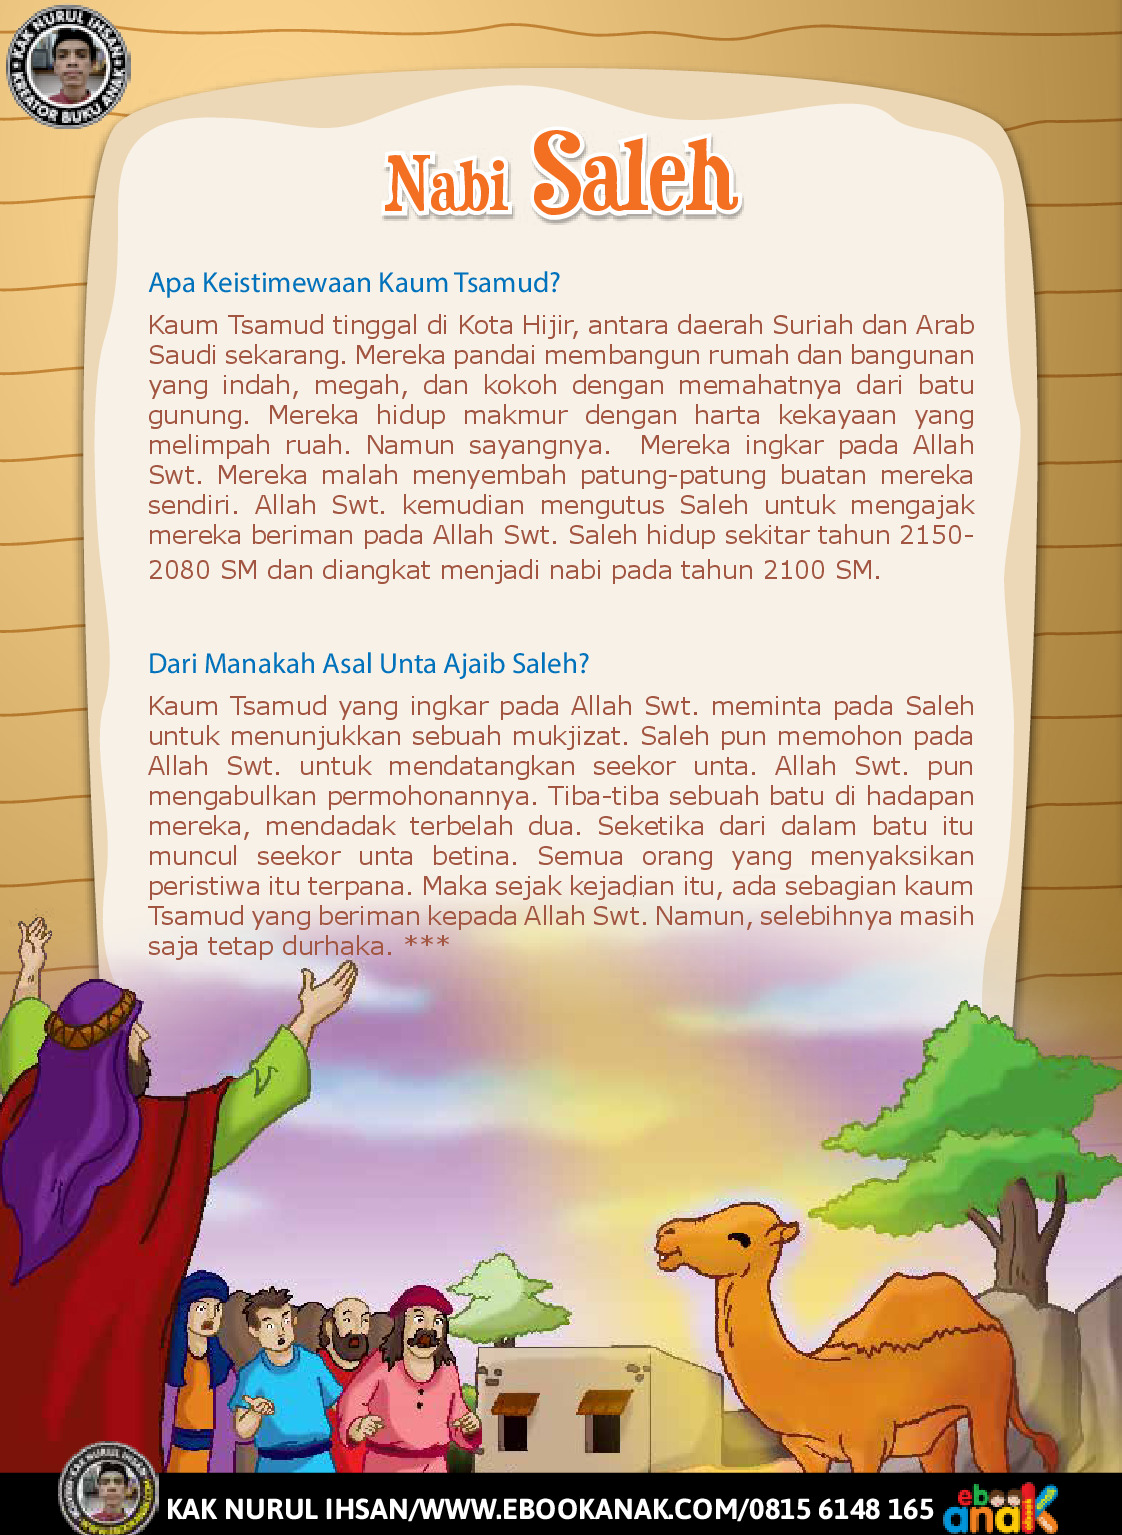 KAK NURUL IHSAN
KREATOR BUKU ANAK
Nabi Saleh
Apa Keistimewaan Kaum Tsamud?
Kaum Tsamud tinggal di Kota Hijir, antara daerah Suriah dan Arab
Saudi sekarang. Mereka pandai membangun rumah dan bangunan
yang indah, megah, dan kokoh dengan memahatnya dari batu
gunung. Mereka hidup makmur dengan harta kekayaan yang
melimpah ruah. Namun sayangnya.  Mereka ingkar pada Allah
Swt. Mereka malah menyembah patung-patung buatan mereka
sendiri. Allah Swt. kemudian mengutus Saleh untuk mengajak
mereka beriman pada Allah Swt. Saleh hidup sekitar tahun 2150-
2080 SM dan diangkat menjadi nabi pada tahun 2100 SM.
Dari Manakah Asal Unta Ajaib Saleh?
Kaum Tsamud yang ingkar pada Allah Swt. meminta pada Saleh
untuk menunjukkan sebuah mukjizat. Saleh pun memohon pada
Allah Swt. untuk mendatangkan seekor unta. Allah Swt. pun
mengabulkan permohonannya. Tiba-tiba sebuah batu di hadapan
mereka, mendadak terbelah dua. Seketika dari dalam batu itu
muncul seekor unta betina. Semua orang yang menyaksikan
peristiwa itu terpana. Maka sejak kejadian itu, ada sebagian kaum
Tsamud yang beriman kepada Allah Swt. Namun, selebihnya masih
saja tetap durhaka. ***
KAK NURUL IHSAN/WWW.EBOOKANAK.COM/0815 6148 165
ebook
anak